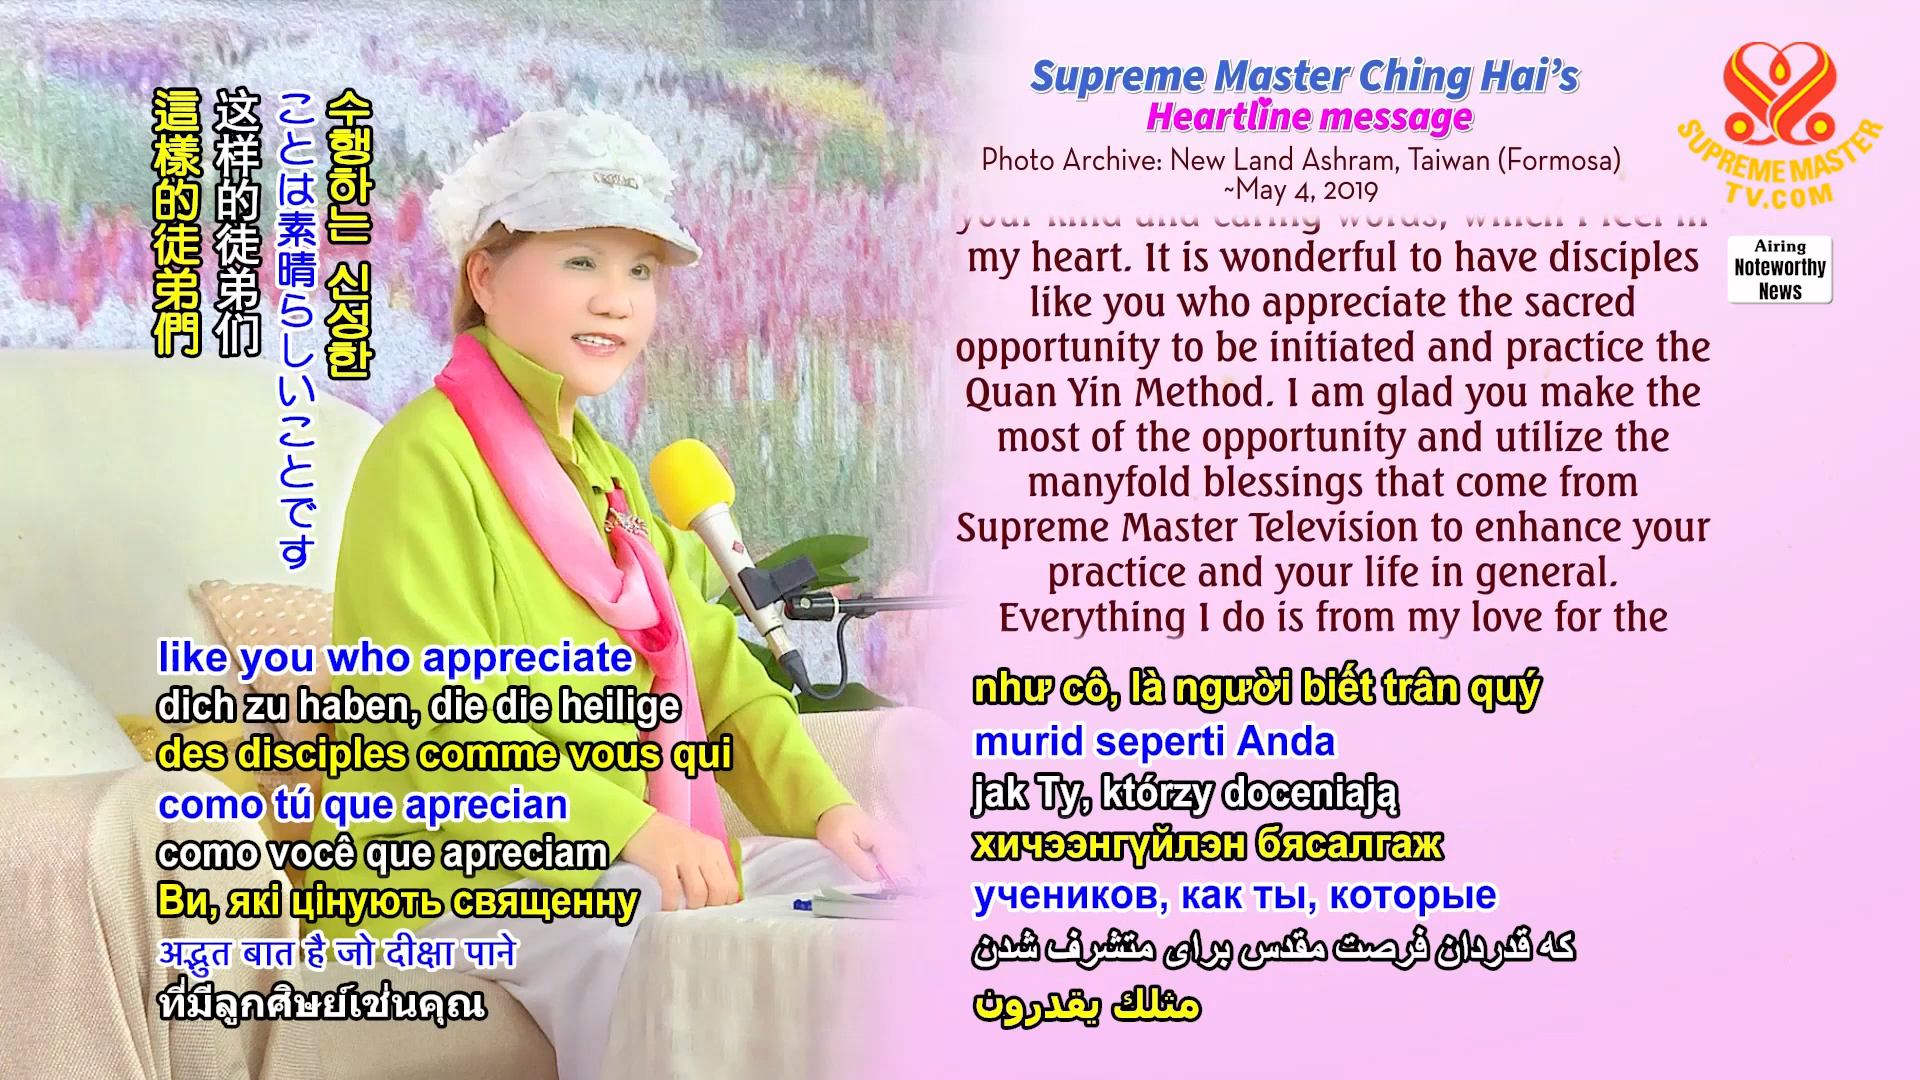 這樣的徒弟們
这样的徒弟们
ことは素晴らしいことです
수행하는 신성한
Supreme Master Ching Hai's
Heartline message
Photo Archive: New Land Ashram, Taiwan (Formosa)
~May 4, 2019
SUPREME MASTER
TV.COM
Airing
Noteworthy
News
your kind and caring words, which I feel in
my heart. It is wonderful to have disciples
like you who appreciate the sacred
opportunity to be initiated and practice the
Quan Yin Method. I am glad you make the
most of the opportunity and utilize the
manyfold blessings that come from
Supreme Master Television to enhance your
practice and your life in general.
Everything I do is from my love for the
like you who appreciate
dich zu haben, die die heilige
des disciples comme vous qui
como tú que aprecian
como você que apreciam
Ви, які цінують священну
अद्भुत बात है जो दीक्षा पाने
ที่มีลูกศิษย์เช่นคุณ
như cô, là người biết trân quý
murid seperti Anda
jak Ty, którzy doceniają
хичээнгүйлэн бясалгаж
учеников, как ты, которые
که قدردان فرصت مقدس برای متشرف شدن
مثلك يقدرون